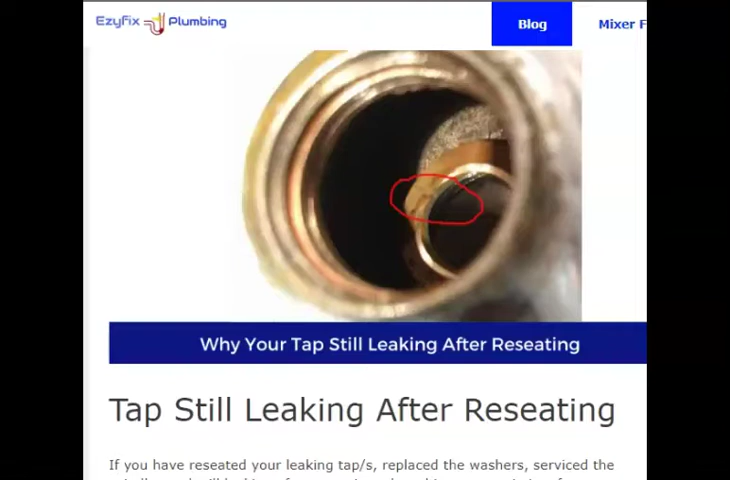 Ezyfix Plumbing
Blog Mixer F
Why Your Tap Still Leaking After Reseating
Tap Still Leaking After Reseating
If you have reseated your leaking tap/s, replaced the washers, serviced the